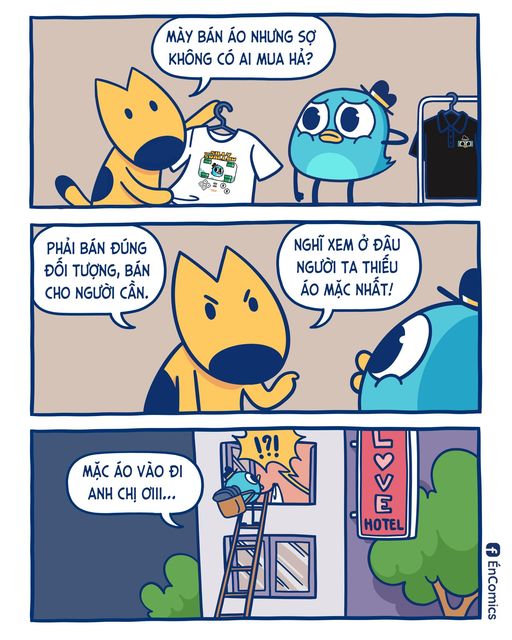 MÀY BÁN ÁO NHƯNG SỢ
KHÔNG CÓ AI MUA HẢ?
PHẢI BÁN ĐÚNG
ĐỐI TƯỢNG, BÁN
CHO NGƯỜI CẦN.
NGHĨ XEM Ở ĐÂU
NGƯỜI TA THIẾU
ÁO MẶC NHẤT!
MẶC ÁO VÀO ĐI
ANH CHỊ ƠIII...
!?!
LOVE
HOTEL
ÉnComics